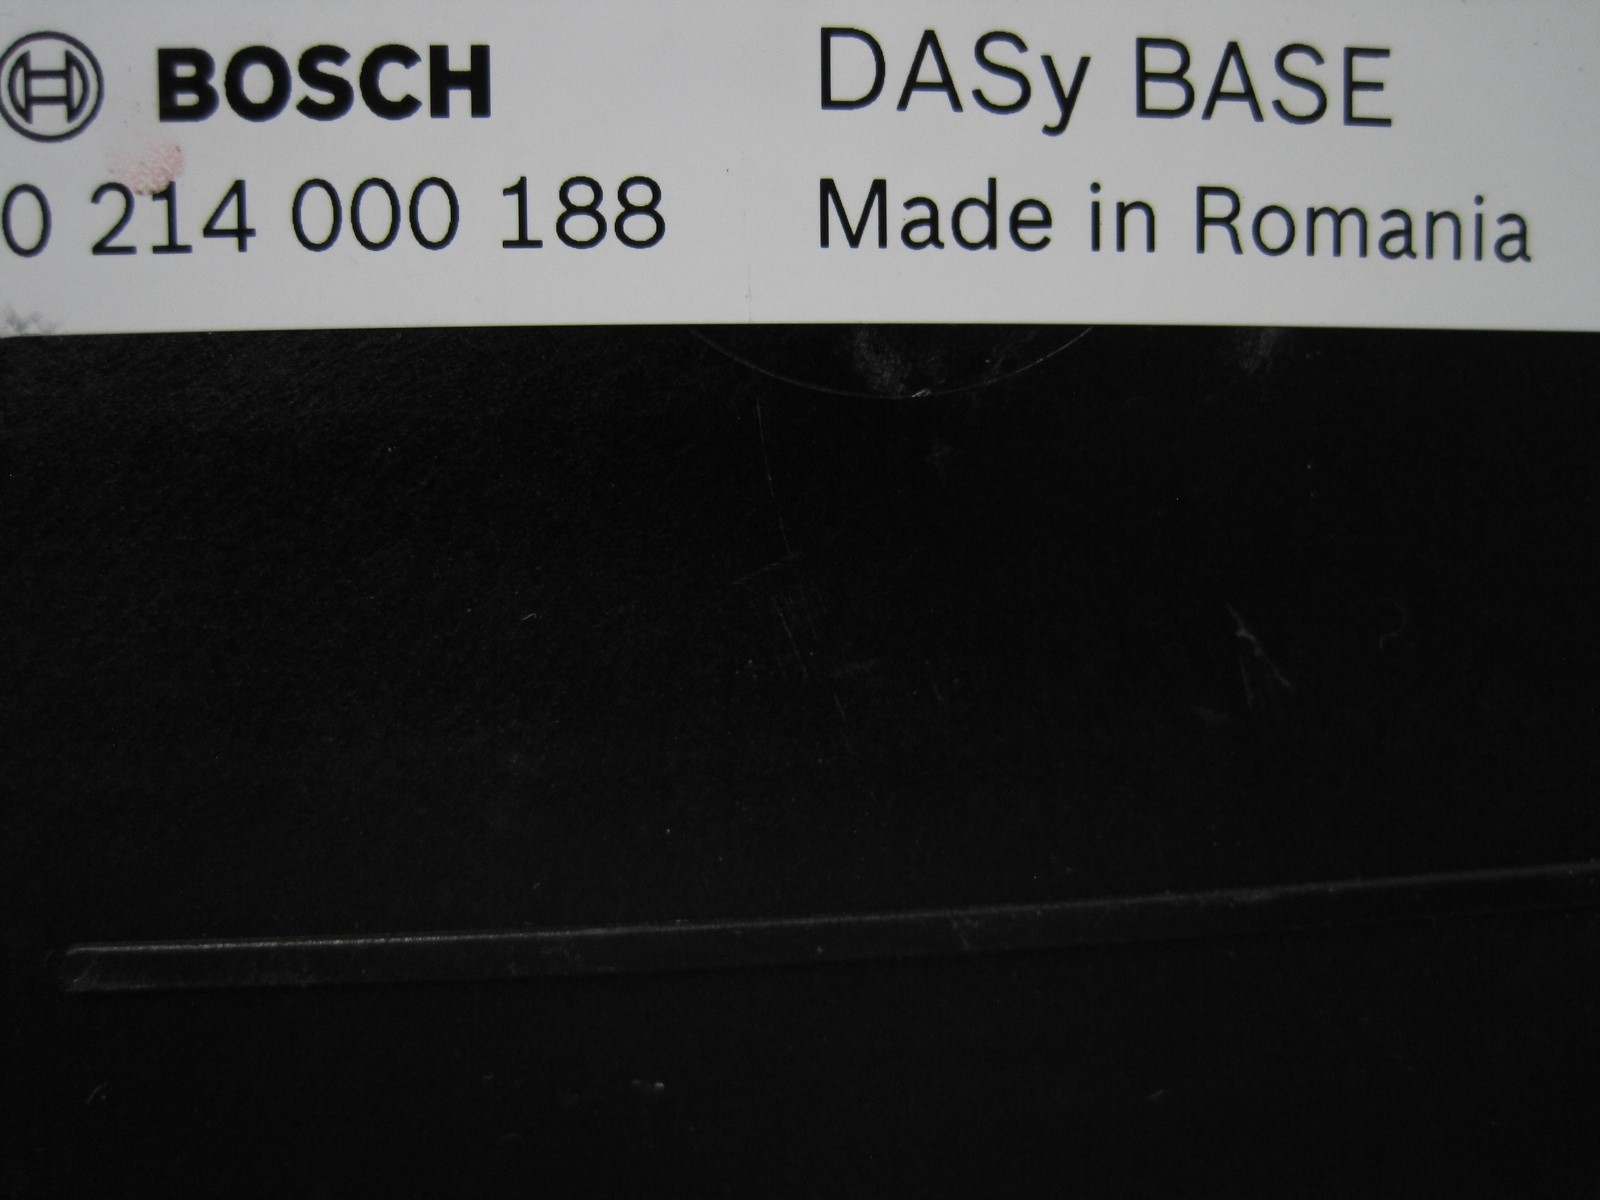 BOSCH DASy BASE
0 214 000 188 Made in Romania